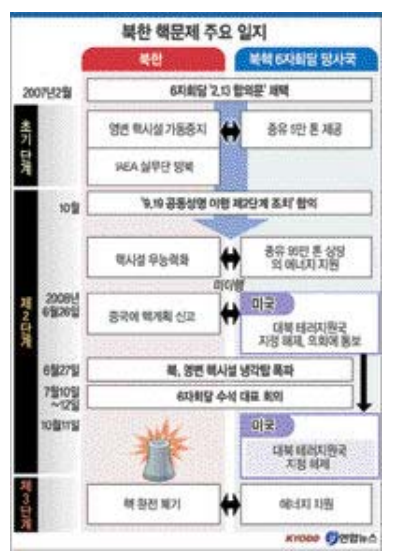 북한 핵문제 주요 일지
북한
북핵 6자회담 당사국
2007년2월
6자회담 '2.13 합의문' 채택
초기 단계
영변 핵시설 가동중지
중유 5만 톤 제공
IAEA 실무단 방북
10월
'9.19 공동성명 이행 제2단계 조치' 합의
제2단계
핵시설 무능력화
중유 95만 톤 상당
의 에너지 지원
미이행
2008년
6월26일
중국에 핵계획 신고
미국
대북 테러지원국
지정 해제, 의회에 통보
6월27일
북, 영변 핵시설 냉각탑 폭파
7월10일
~12일
6자회담 수석 대표 회의
10월11일
미국
대북 테러지원국
지정 해제
제3단계
핵 완전 폐기
에너지 지원
KYODO 연합뉴스